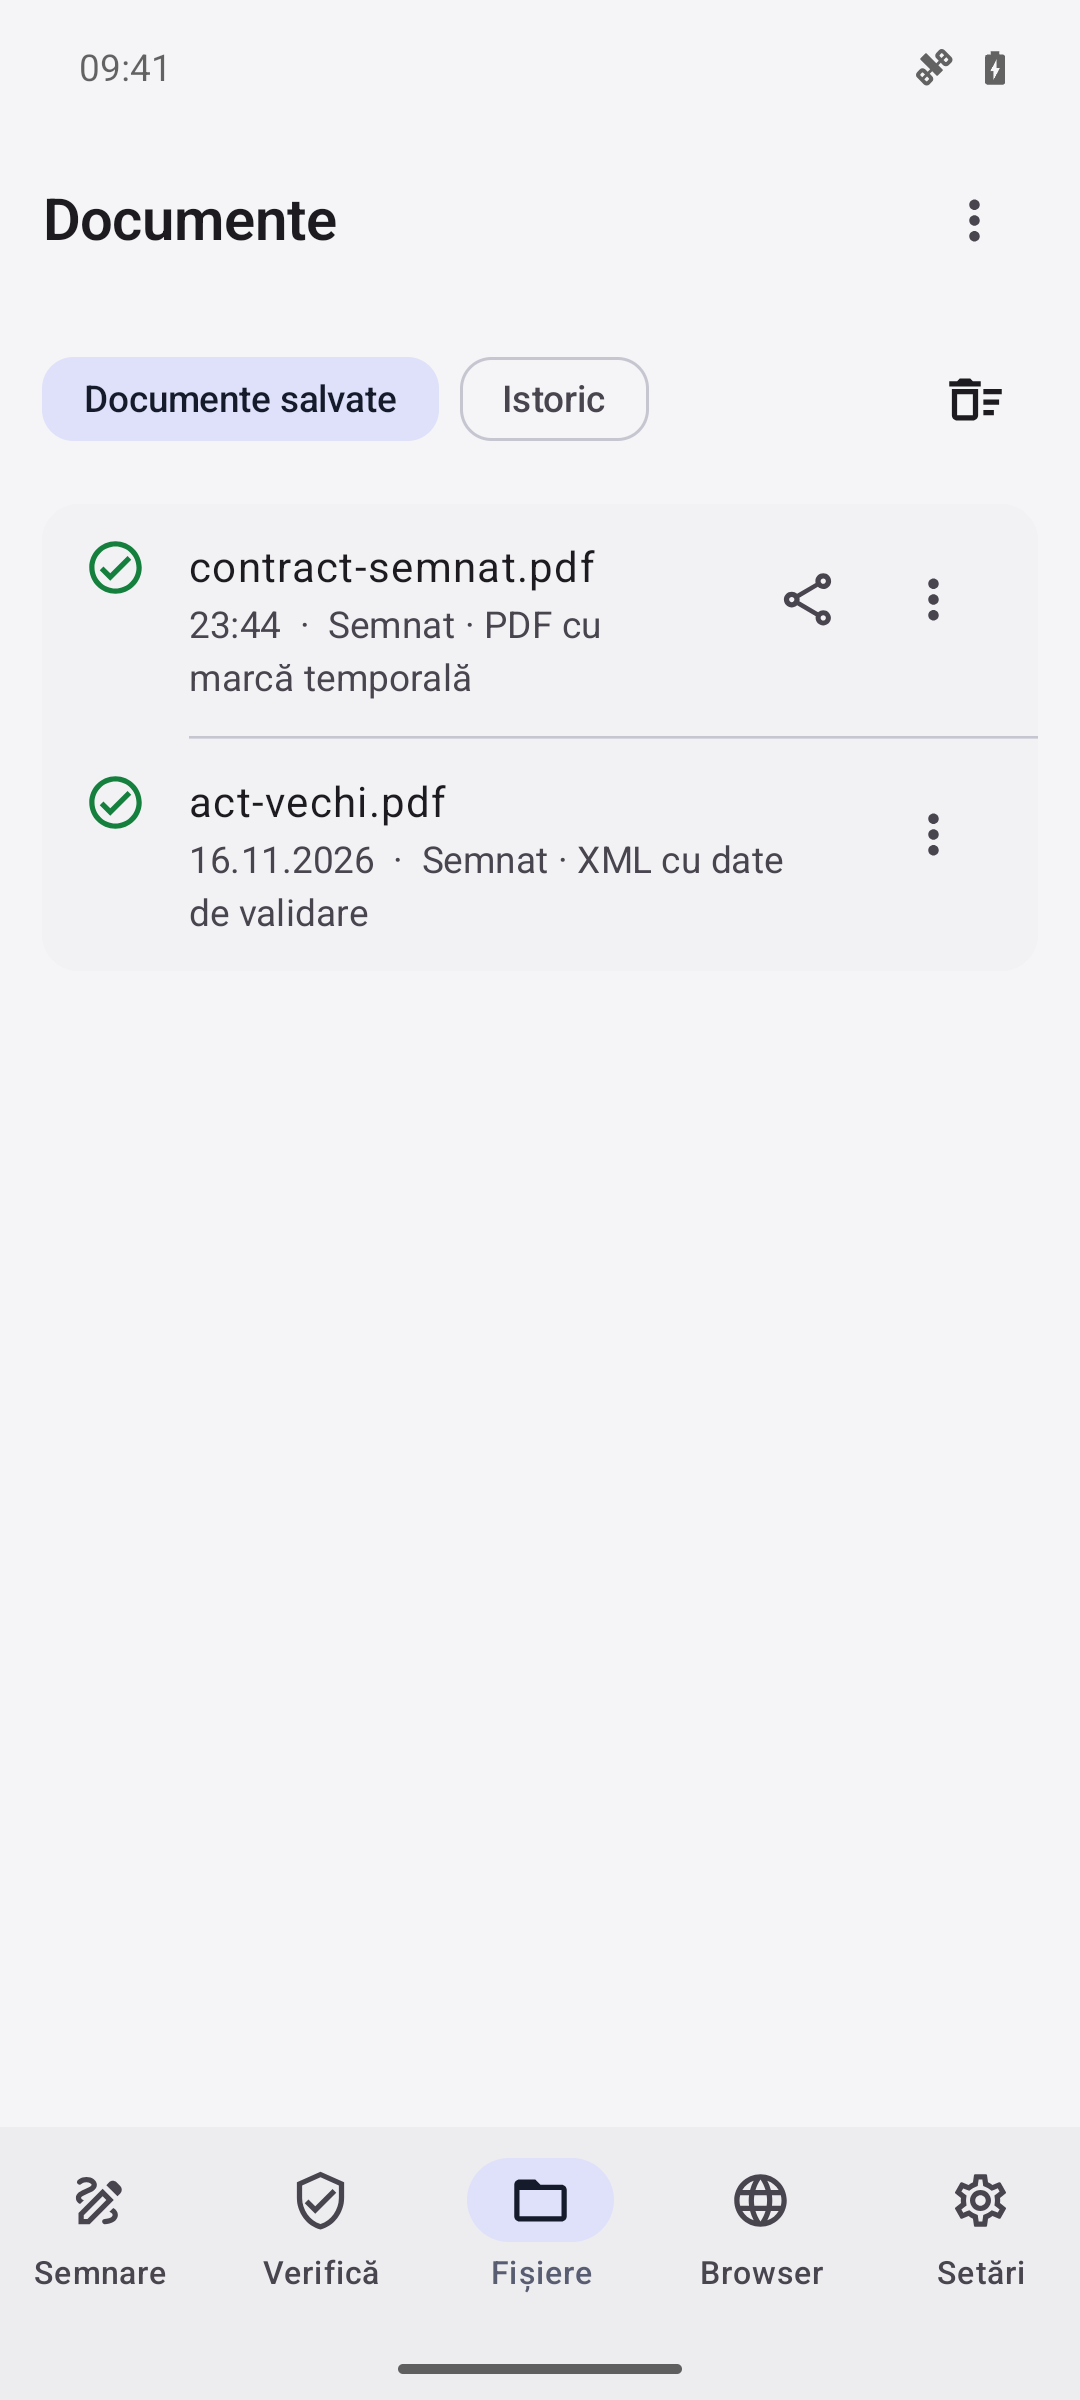 09:41
Documente
Documente salvate
Istoric
contract-semnat.pdf
23:44 · Semnat · PDF cu
marcă temporală
act-vechi.pdf
16.11.2026 · Semnat · XML cu date
de validare
Semnare
Verifică
Fișiere
Browser
Setări